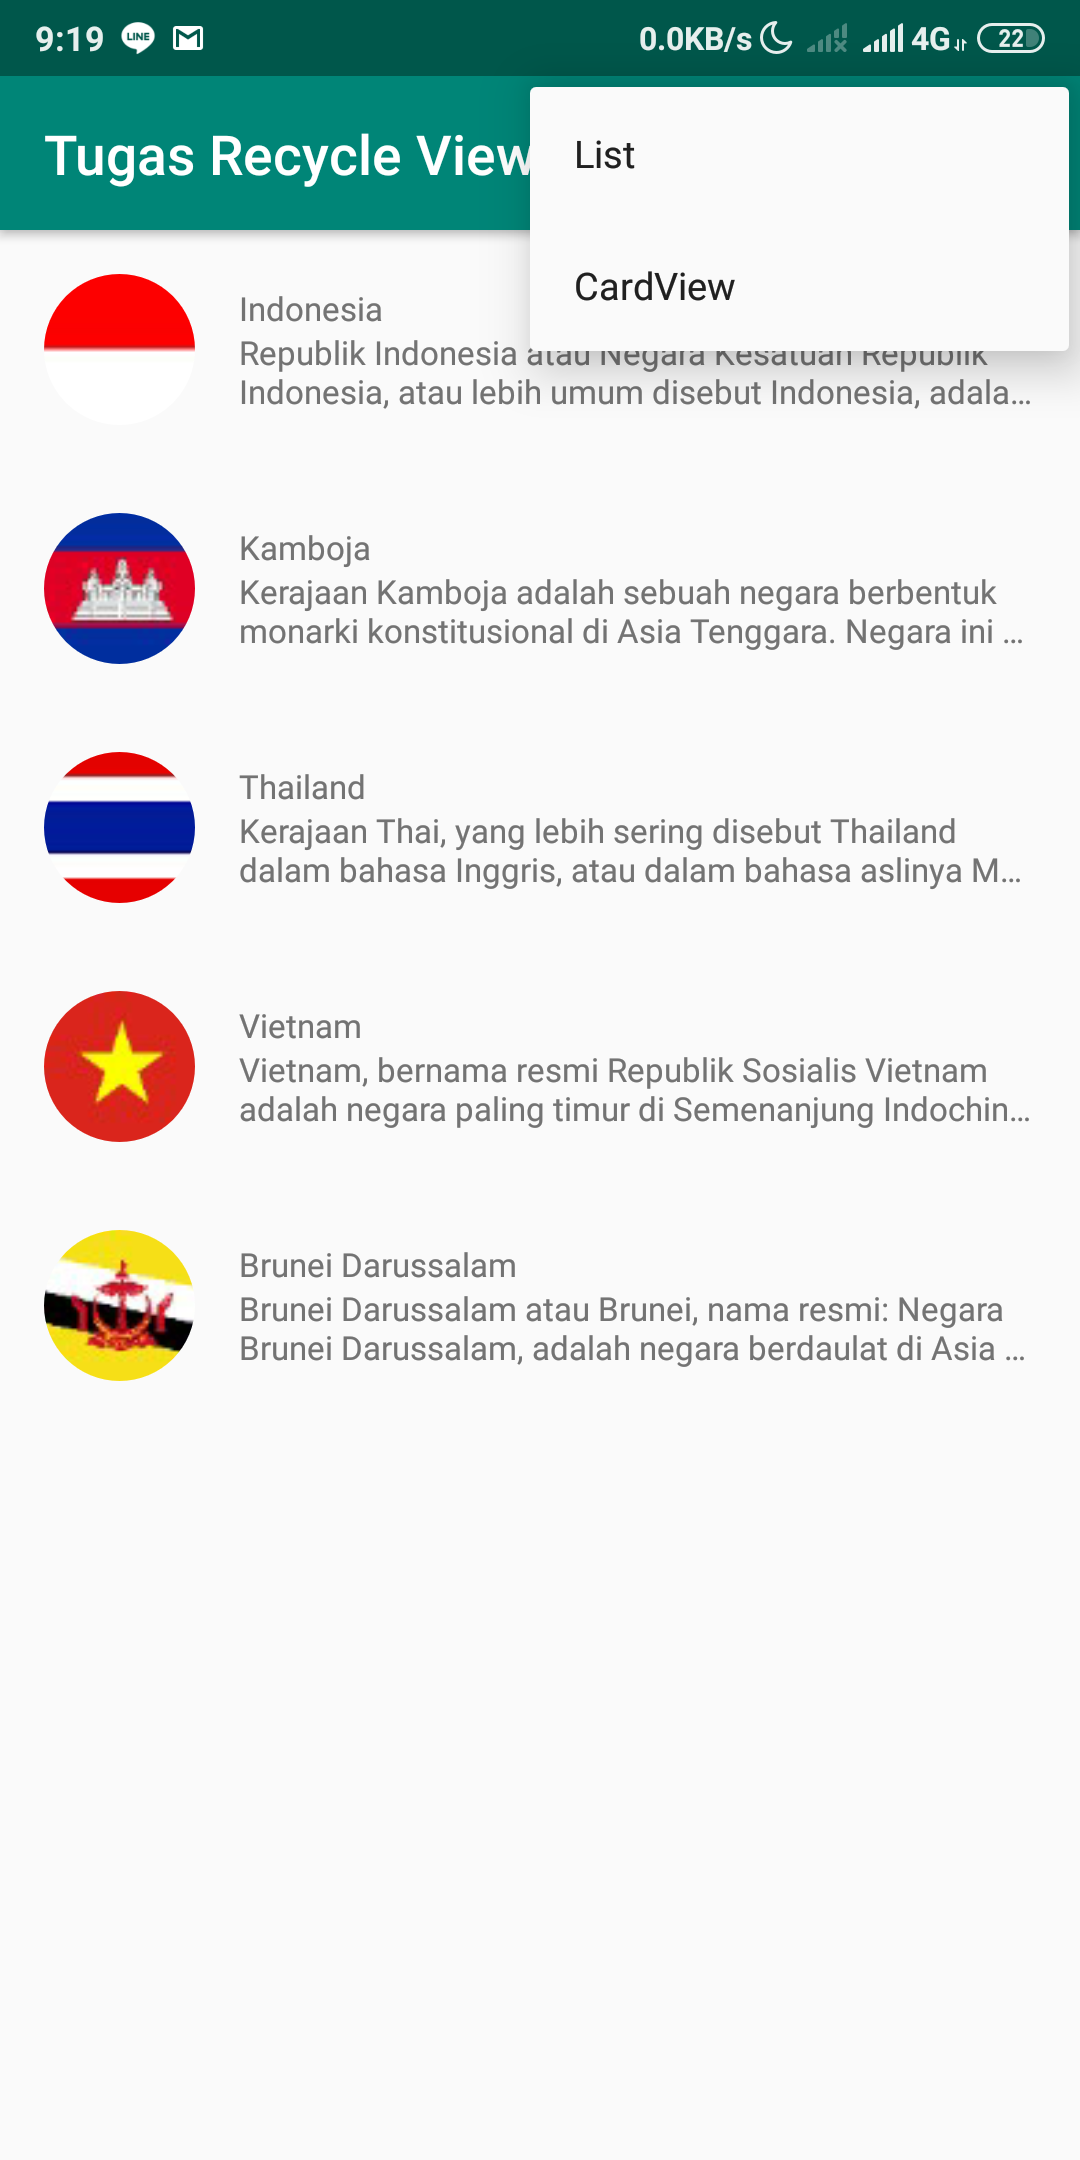 9:19 LINE 0.0KB/s 4G 22
Tugas Recycle View
List
CardView
Indonesia
Republik Indonesia atau Negara Kesatuan Republik
Indonesia, atau lebih umum disebut Indonesia, adala...
Kamboja
Kerajaan Kamboja adalah sebuah negara berbentuk
monarki konstitusional di Asia Tenggara. Negara ini ...
Thailand
Kerajaan Thai, yang lebih sering disebut Thailand
dalam bahasa Inggris, atau dalam bahasa aslinya M...
Vietnam
Vietnam, bernama resmi Republik Sosialis Vietnam
adalah negara paling timur di Semenanjung Indochin...
Brunei Darussalam
Brunei Darussalam atau Brunei, nama resmi: Negara
Brunei Darussalam, adalah negara berdaulat di Asia ...